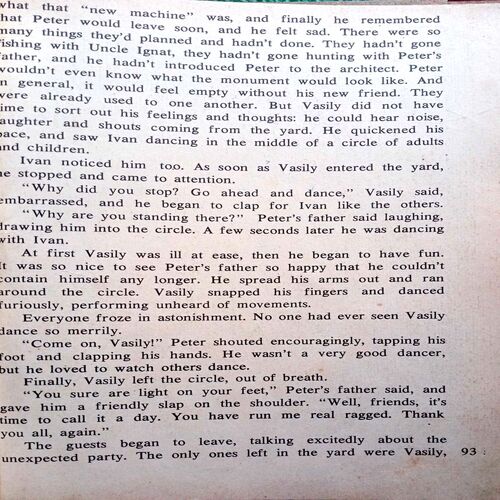 what that "new machine" was, and finally he remembered
that Peter would leave soon, and he felt sad. There were so
many things they'd planned and hadn't done. They hadn't gone
fishing with Uncle Ignat, they hadn't gone hunting with Peter's
father, and he hadn't introduced Peter to the architect. Peter
wouldn't even know what the monument would look like. And
in general, it would feel empty without his new friend. They
were already used to one another. But Vasily did not have
time to sort out his feelings and thoughts: he could hear noise,
laughter and shouts coming from the yard. He quickened his
pace, and saw Ivan dancing in the middle of a circle of adults
and children.
Ivan noticed him too. As soon as Vasily entered the yard,
he stopped and came to attention.
"Why did you stop? Go ahead and dance," Vasily said,
embarrassed, and he began to clap for Ivan like the others.
"Why are you standing there?" Peter's father said laughing,
drawing him into the circle. A few seconds later he was dancing
with Ivan.
At first Vasily was ill at ease, then he began to have fun.
It was so nice to see Peter's father so happy that he couldn't
contain himself any longer. He spread his arms out and ran
around the circle. Vasily snapped his fingers and danced
furiously, performing unheard of movements.
Everyone froze in astonishment. No one had ever seen Vasily
dance so merrily.
"Come on, Vasily!" Peter shouted encouragingly, tapping his
foot and clapping his hands. He wasn't a very good dancer,
but he loved to watch others dance.
Finally, Vasily left the circle, out of breath.
"You sure are light on your feet," Peter's father said, and
gave him a friendly slap on the shoulder. "Well, friends, it's
time to call it a day. You have run me real ragged. Thank
you all, again."
The guests began to leave, talking excitedly about the
unexpected party. The only ones left in the yard were Vasily, 93